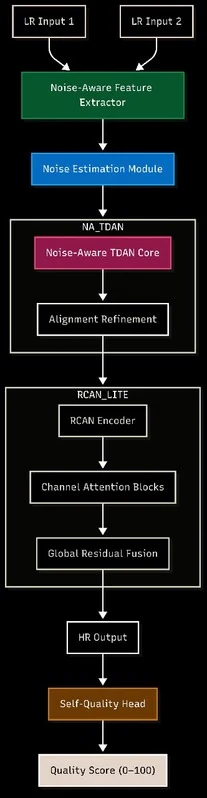 LR Input 1
LR Input 2
Noise-Aware Feature
Extractor
Noise Estimation Module
NA_TDAN
Noise-Aware TDAN Core
Alignment Refinement
RCAN_LITE
RCAN Encoder
Channel Attention Blocks
Global Residual Fusion
HR Output
Self-Quality Head
Quality Score (0–100)